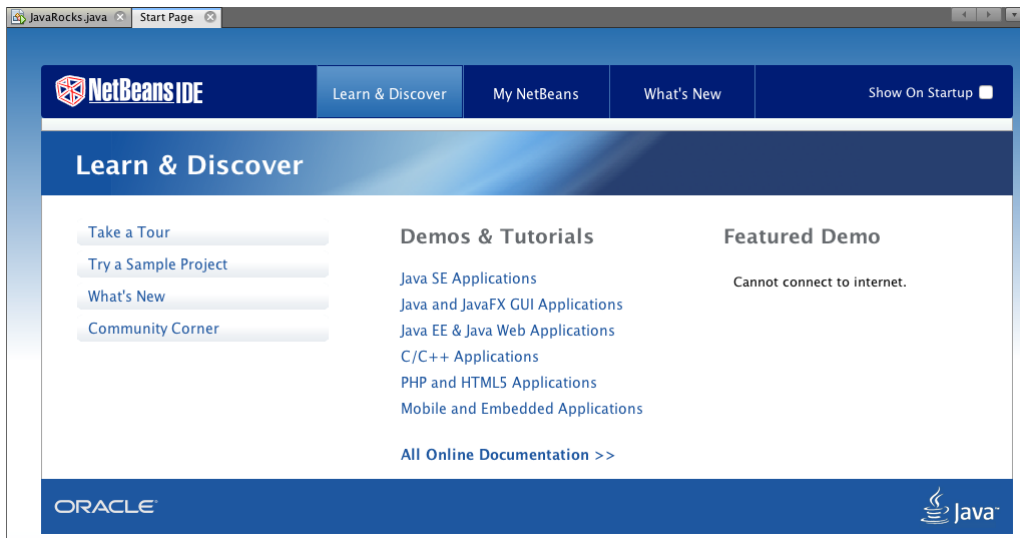 JavaRocks.java Start Page
NetBeans IDE Learn & Discover My NetBeans What's New Show On Startup
Learn & Discover
Take a Tour
Try a Sample Project
What's New
Community Corner
Demos & Tutorials
Java SE Applications
Java and JavaFX GUI Applications
Java EE & Java Web Applications
C/C++ Applications
PHP and HTML5 Applications
Mobile and Embedded Applications
All Online Documentation >>
Featured Demo
Cannot connect to internet.
ORACLE Java